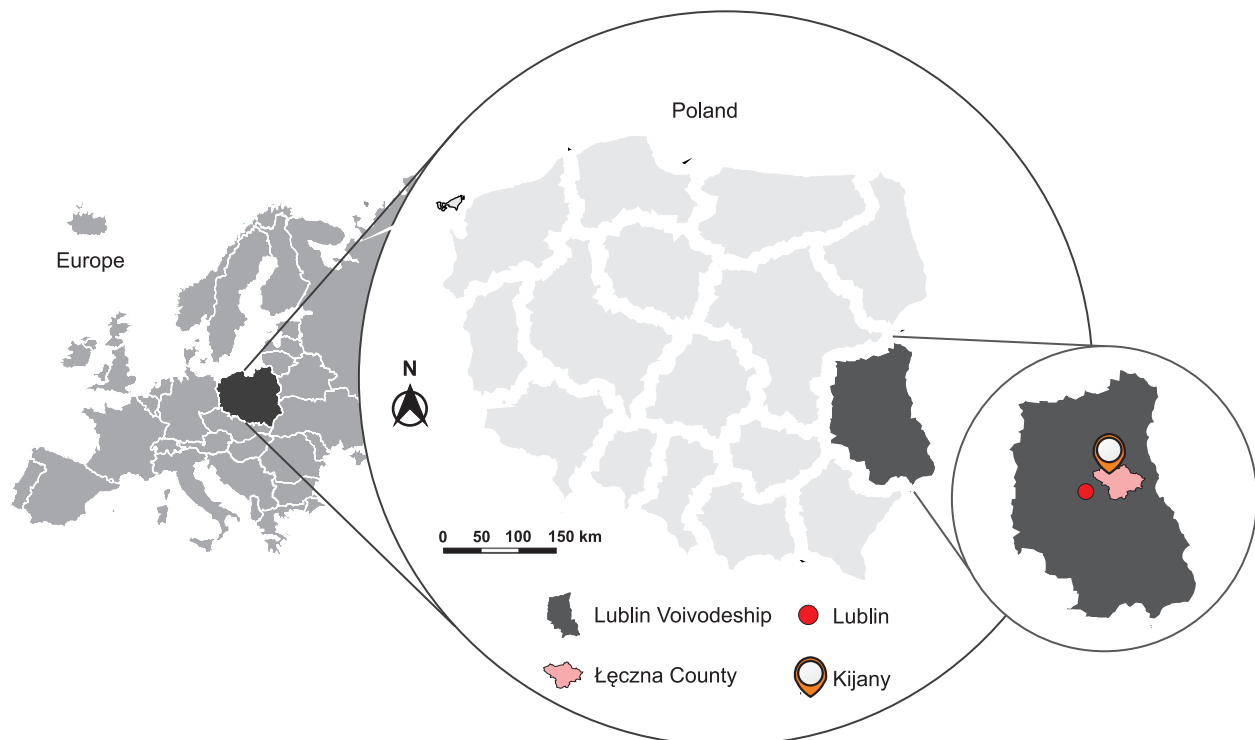 Poland
Europe
N
0 50 100 150 km
Lublin Voivodeship
Lublin
Łęczna County
Kijany